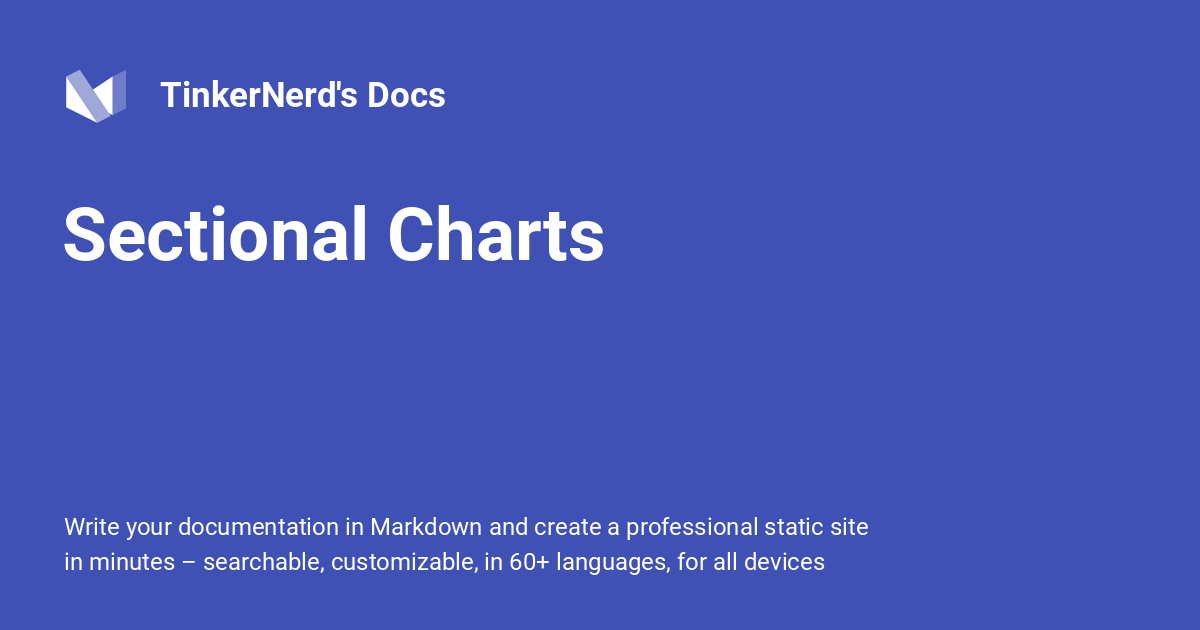 TinkerNerd's Docs
Sectional Charts
Write your documentation in Markdown and create a professional static site
in minutes – searchable, customizable, in 60+ languages, for all devices